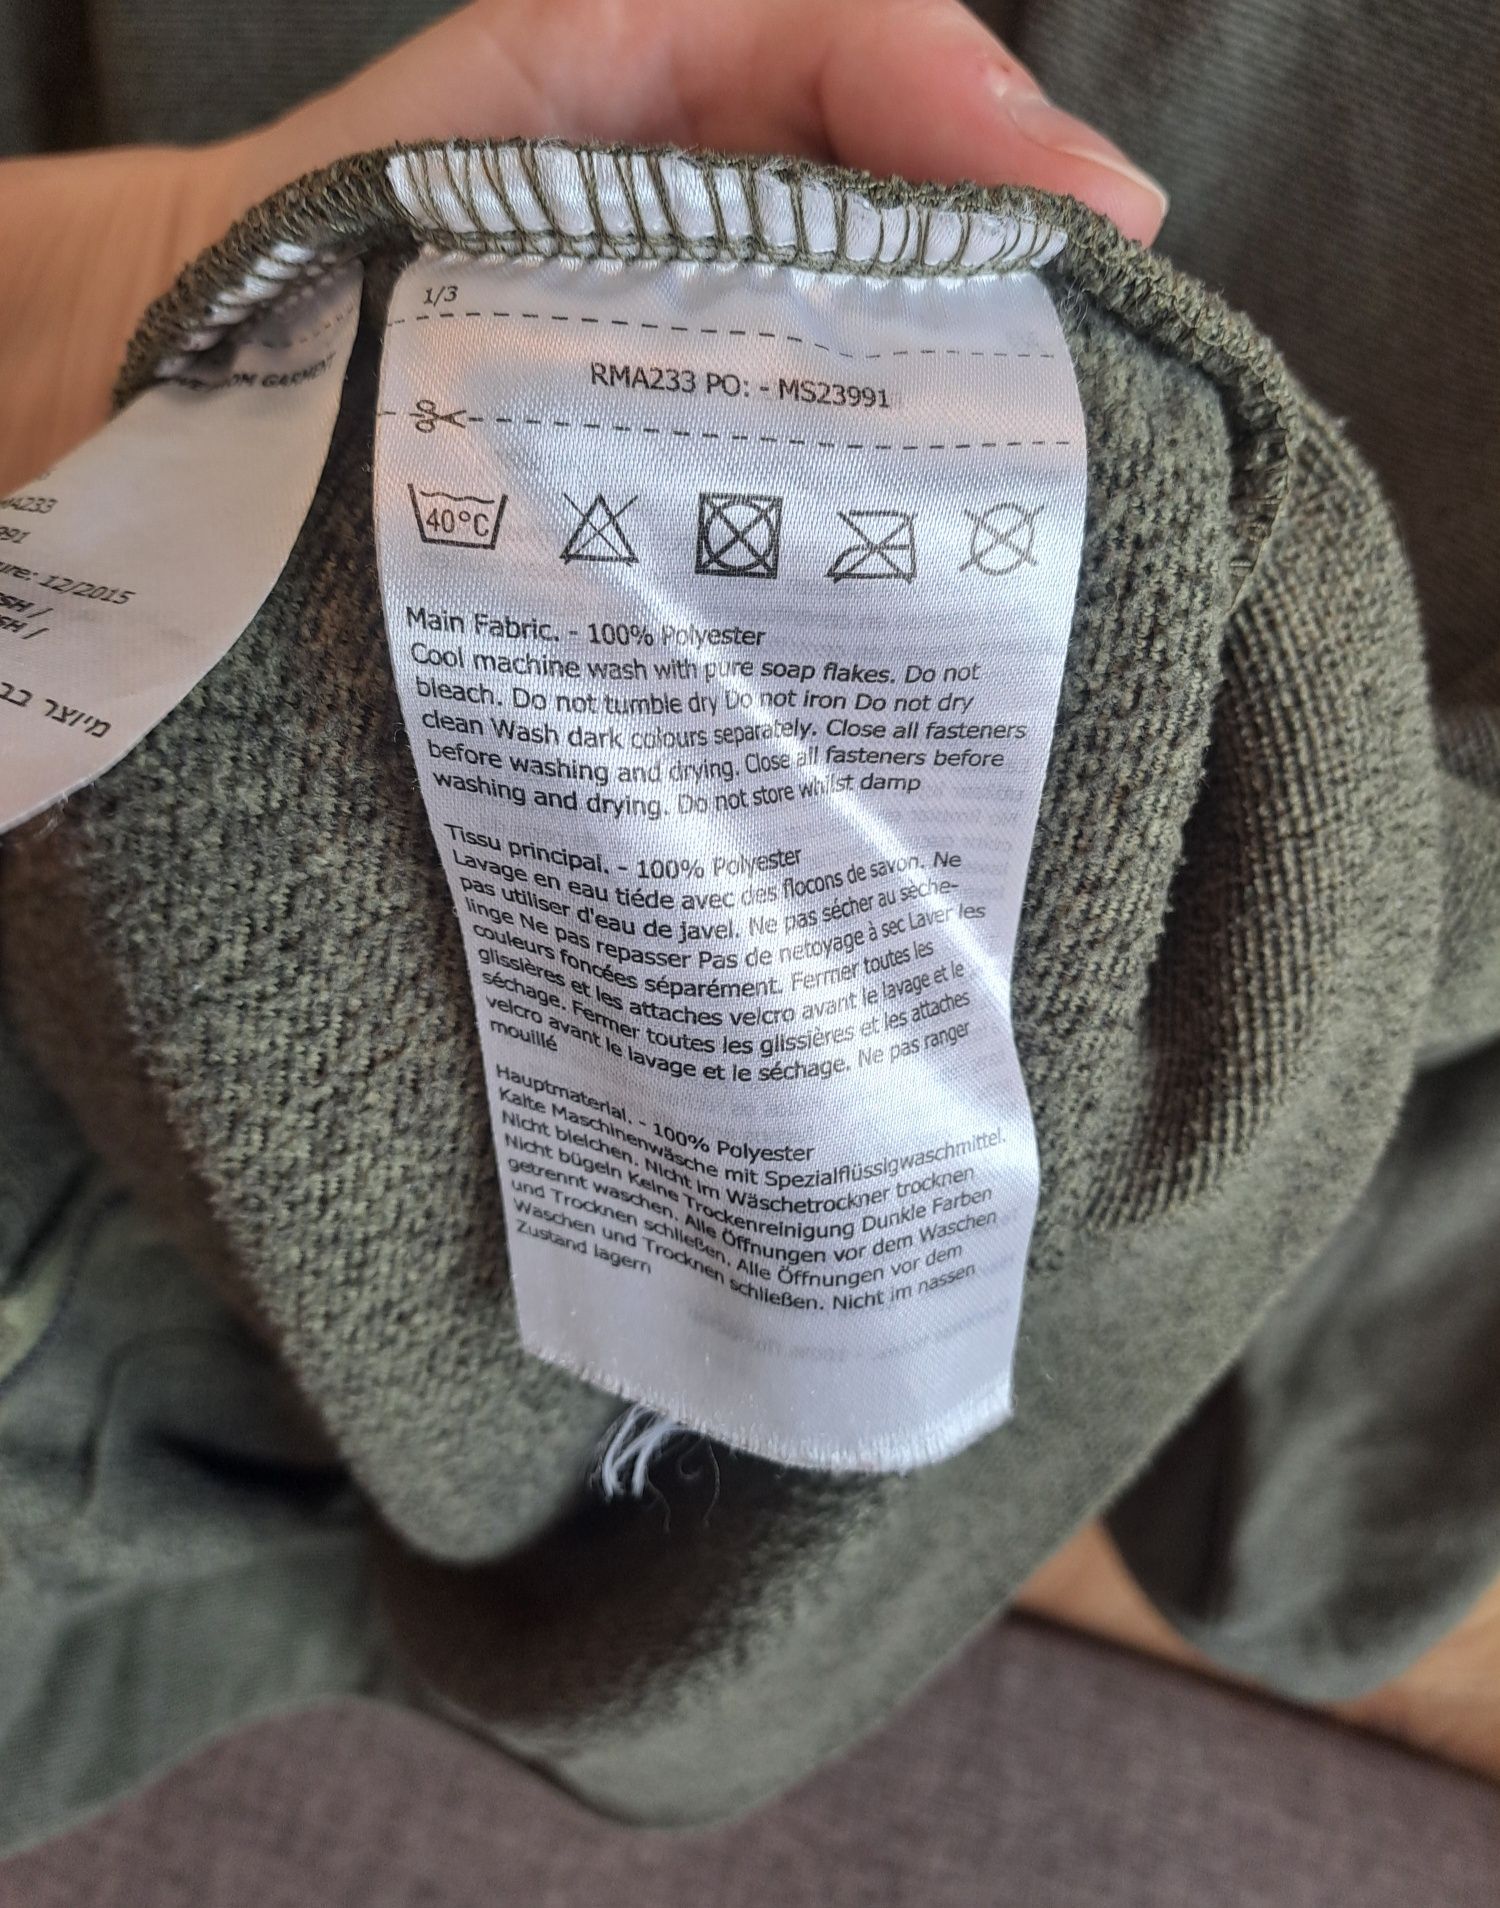 1/3
RMA233 PO: - MS23991
40°C
Main Fabric. - 100% Polyester
Cool machine wash with pure soap flakes. Do not
bleach. Do not tumble dry Do not iron Do not dry
clean Wash dark colours separately. Close all fasteners
before washing and drying. Close all fasteners before
washing and drying. Do not store whilst damp
Tissu principal. - 100% Polyester
Lavage en eau tiéde avec des flocons de savon. Ne
pas utiliser d'eau de javel. Ne pas sécher au sèche-
linge Ne pas repasser Pas de netoyage à sec Laver les
couleurs foncées séparément. Fermer toutes les
glissières et les attaches velcro avant le lavage et le
séchage. Fermer toutes les glissières et les attaches
velcro avant le lavage et le séchage. Ne pas ranger
mouillé
Hauptmaterial. - 100% Polyester
Kalte Maschinenwäsche mit Spezialflüssigwaschmittel.
Nicht bleichen. Nicht im Wäschetrockner trocknen
Nicht bügeln Keine Trockenreinigung Dunkle Farben
getrennt waschen. Alle Öffnungen vor dem Waschen
und Trocknen schließen. Alle Öffnungen vor dem
Waschen und Trocknen schließen. Nicht im nassen
Zustand lagern
GARMENT
12/2015
מיוצר